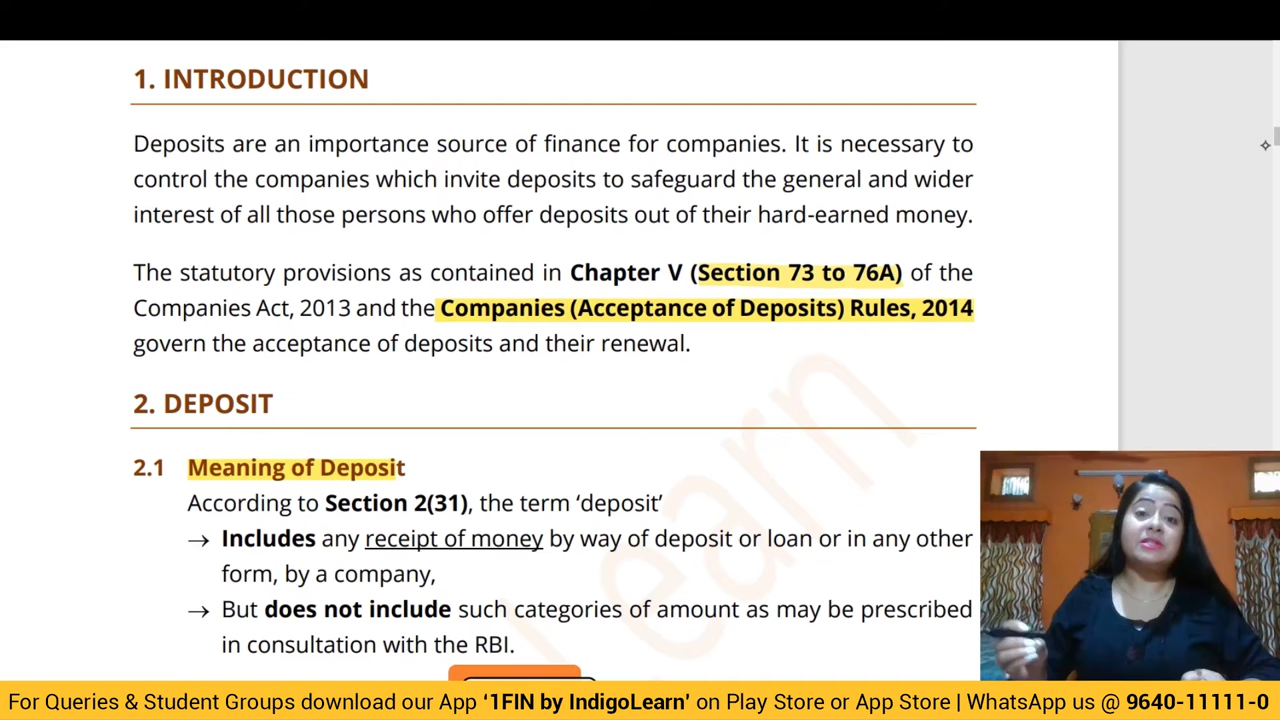 1. INTRODUCTION
Deposits are an importance source of finance for companies. It is necessary to
control the companies which invite deposits to safeguard the general and wider
interest of all those persons who offer deposits out of their hard-earned money.
The statutory provisions as contained in Chapter V (Section 73 to 76A) of the
Companies Act, 2013 and the Companies (Acceptance of Deposits) Rules, 2014
govern the acceptance of deposits and their renewal.
2. DEPOSIT
2.1 Meaning of Deposit
According to Section 2(31), the term ‘deposit’
→ Includes any receipt of money by way of deposit or loan or in any other
form, by a company,
→ But does not include such categories of amount as may be prescribed
in consultation with the RBI.
Learn
For Queries & Student Groups download our App ‘1FIN by IndigoLearn’ on Play Store or App Store | WhatsApp us @ 9640-11111-0